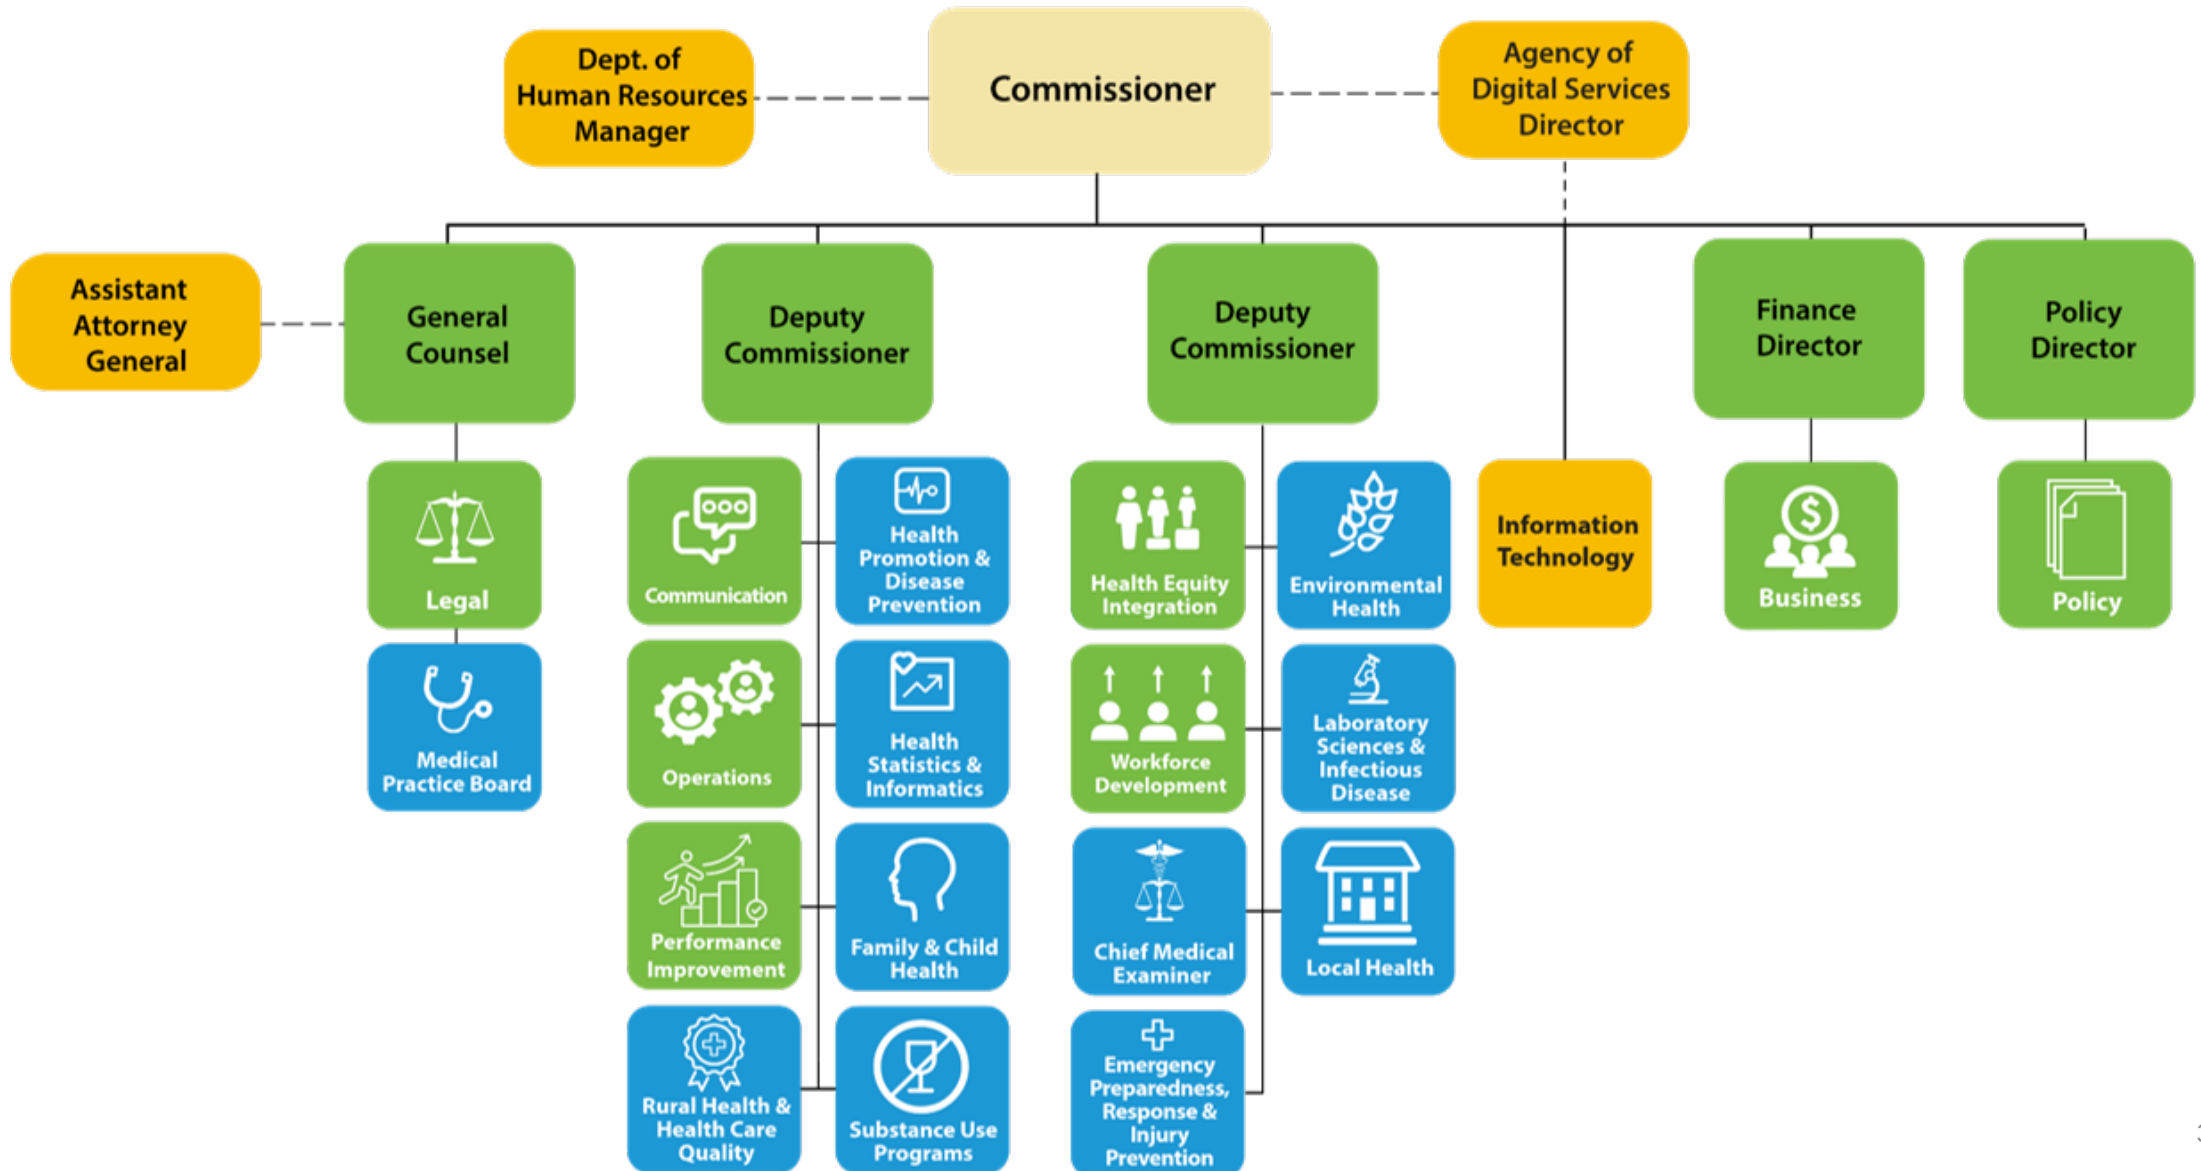 Dept. of
Human Resources
Manager
Commissioner
Agency of
Digital Services
Director
Assistant
Attorney
General
General
Counsel
Deputy
Commissioner
Deputy
Commissioner
Finance
Director
Policy
Director
Legal
Medical
Practice Board
Communication
Health
Promotion &
Disease
Prevention
Operations
Health
Statistics &
Informatics
Performance
Improvement
Family & Child
Health
Rural Health &
Health Care
Quality
Substance Use
Programs
Health Equity
Integration
Environmental
Health
Workforce
Development
Laboratory
Sciences &
Infectious
Disease
Chief Medical
Examiner
Local Health
Emergency
Preparedness,
Response &
Injury
Prevention
Information
Technology
$
Business
Policy